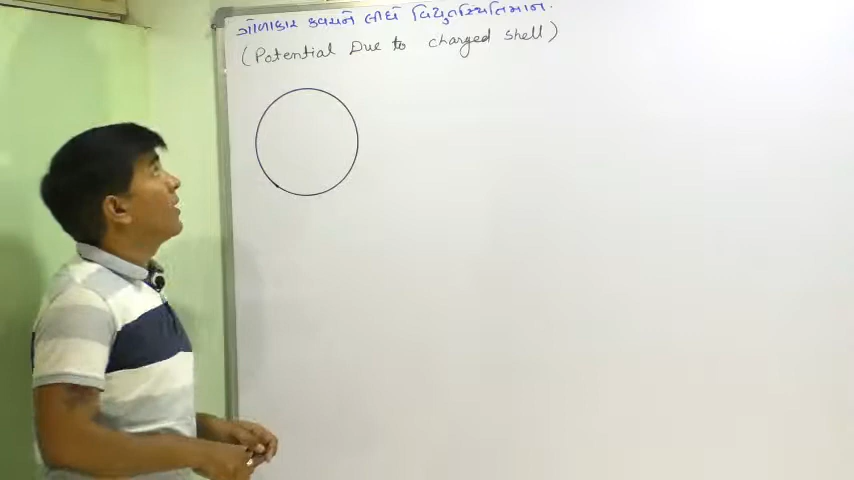 ગોળાકાર કવચને લીધે વિદ્યુતસ્થિતિમાન.
(Potential Due to charged shell)